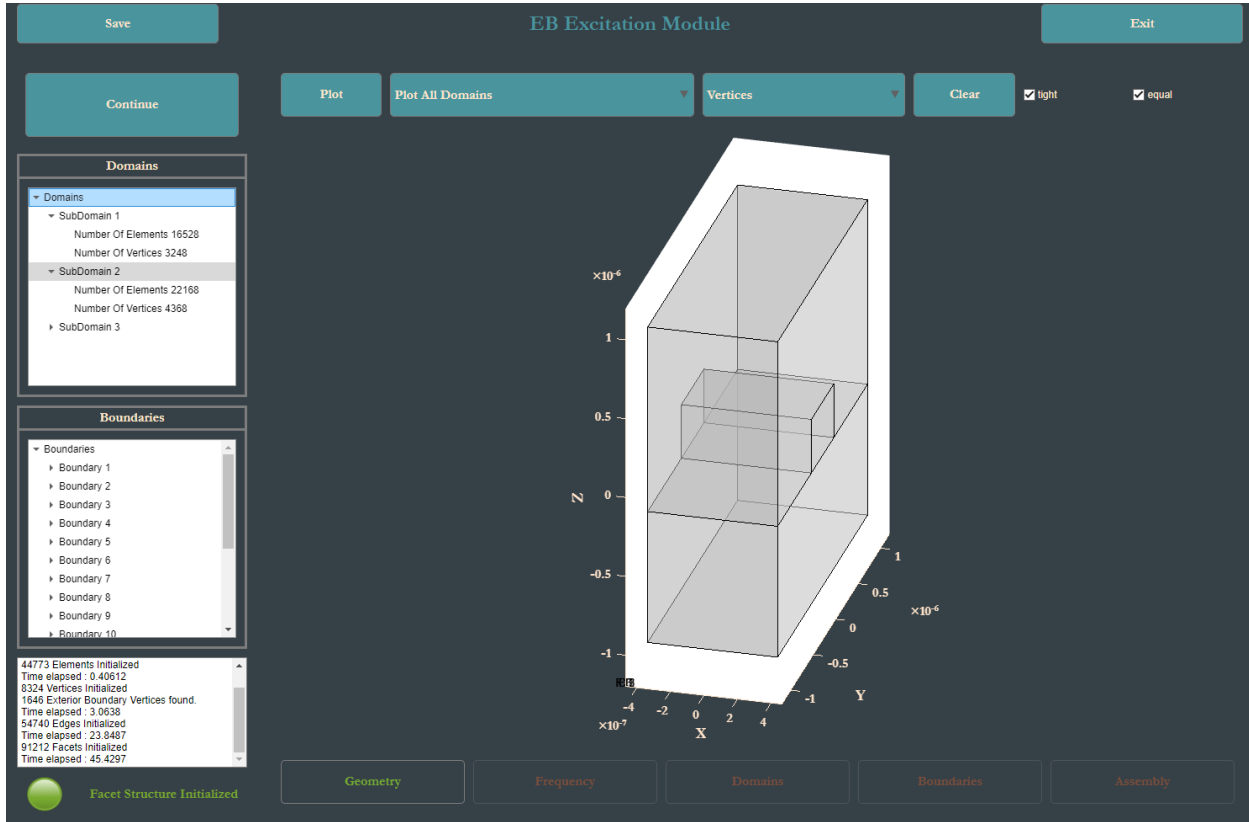 Save
EB Excitation Module
Exit
Continue
Plot
Plot All Domains
Vertices
Clear
tight
equal
Domains
Domains
SubDomain 1
Number Of Elements 16528
Number Of Vertices 3248
SubDomain 2
Number Of Elements 22168
Number Of Vertices 4368
SubDomain 3
Boundaries
Boundaries
Boundary 1
Boundary 2
Boundary 3
Boundary 4
Boundary 5
Boundary 6
Boundary 7
Boundary 8
Boundary 9
Boundary 10
44773 Elements Initialized
Time elapsed : 0.40612
8324 Vertices Initialized
1646 Exterior Boundary Vertices found.
Time elapsed : 3.0638
54740 Edges Initialized
Time elapsed : 23.8487
91212 Facets Initialized
Time elapsed : 45.4297
Facet Structure Initialized
×10⁻⁶
1
0.5
Z
0
-0.5
-1
-4
-2
0
2
4
×10⁻⁷
X
-1
-0.5
0
0.5
1
×10⁻⁶
Y
Geometry
Frequency
Domains
Boundaries
Assembly